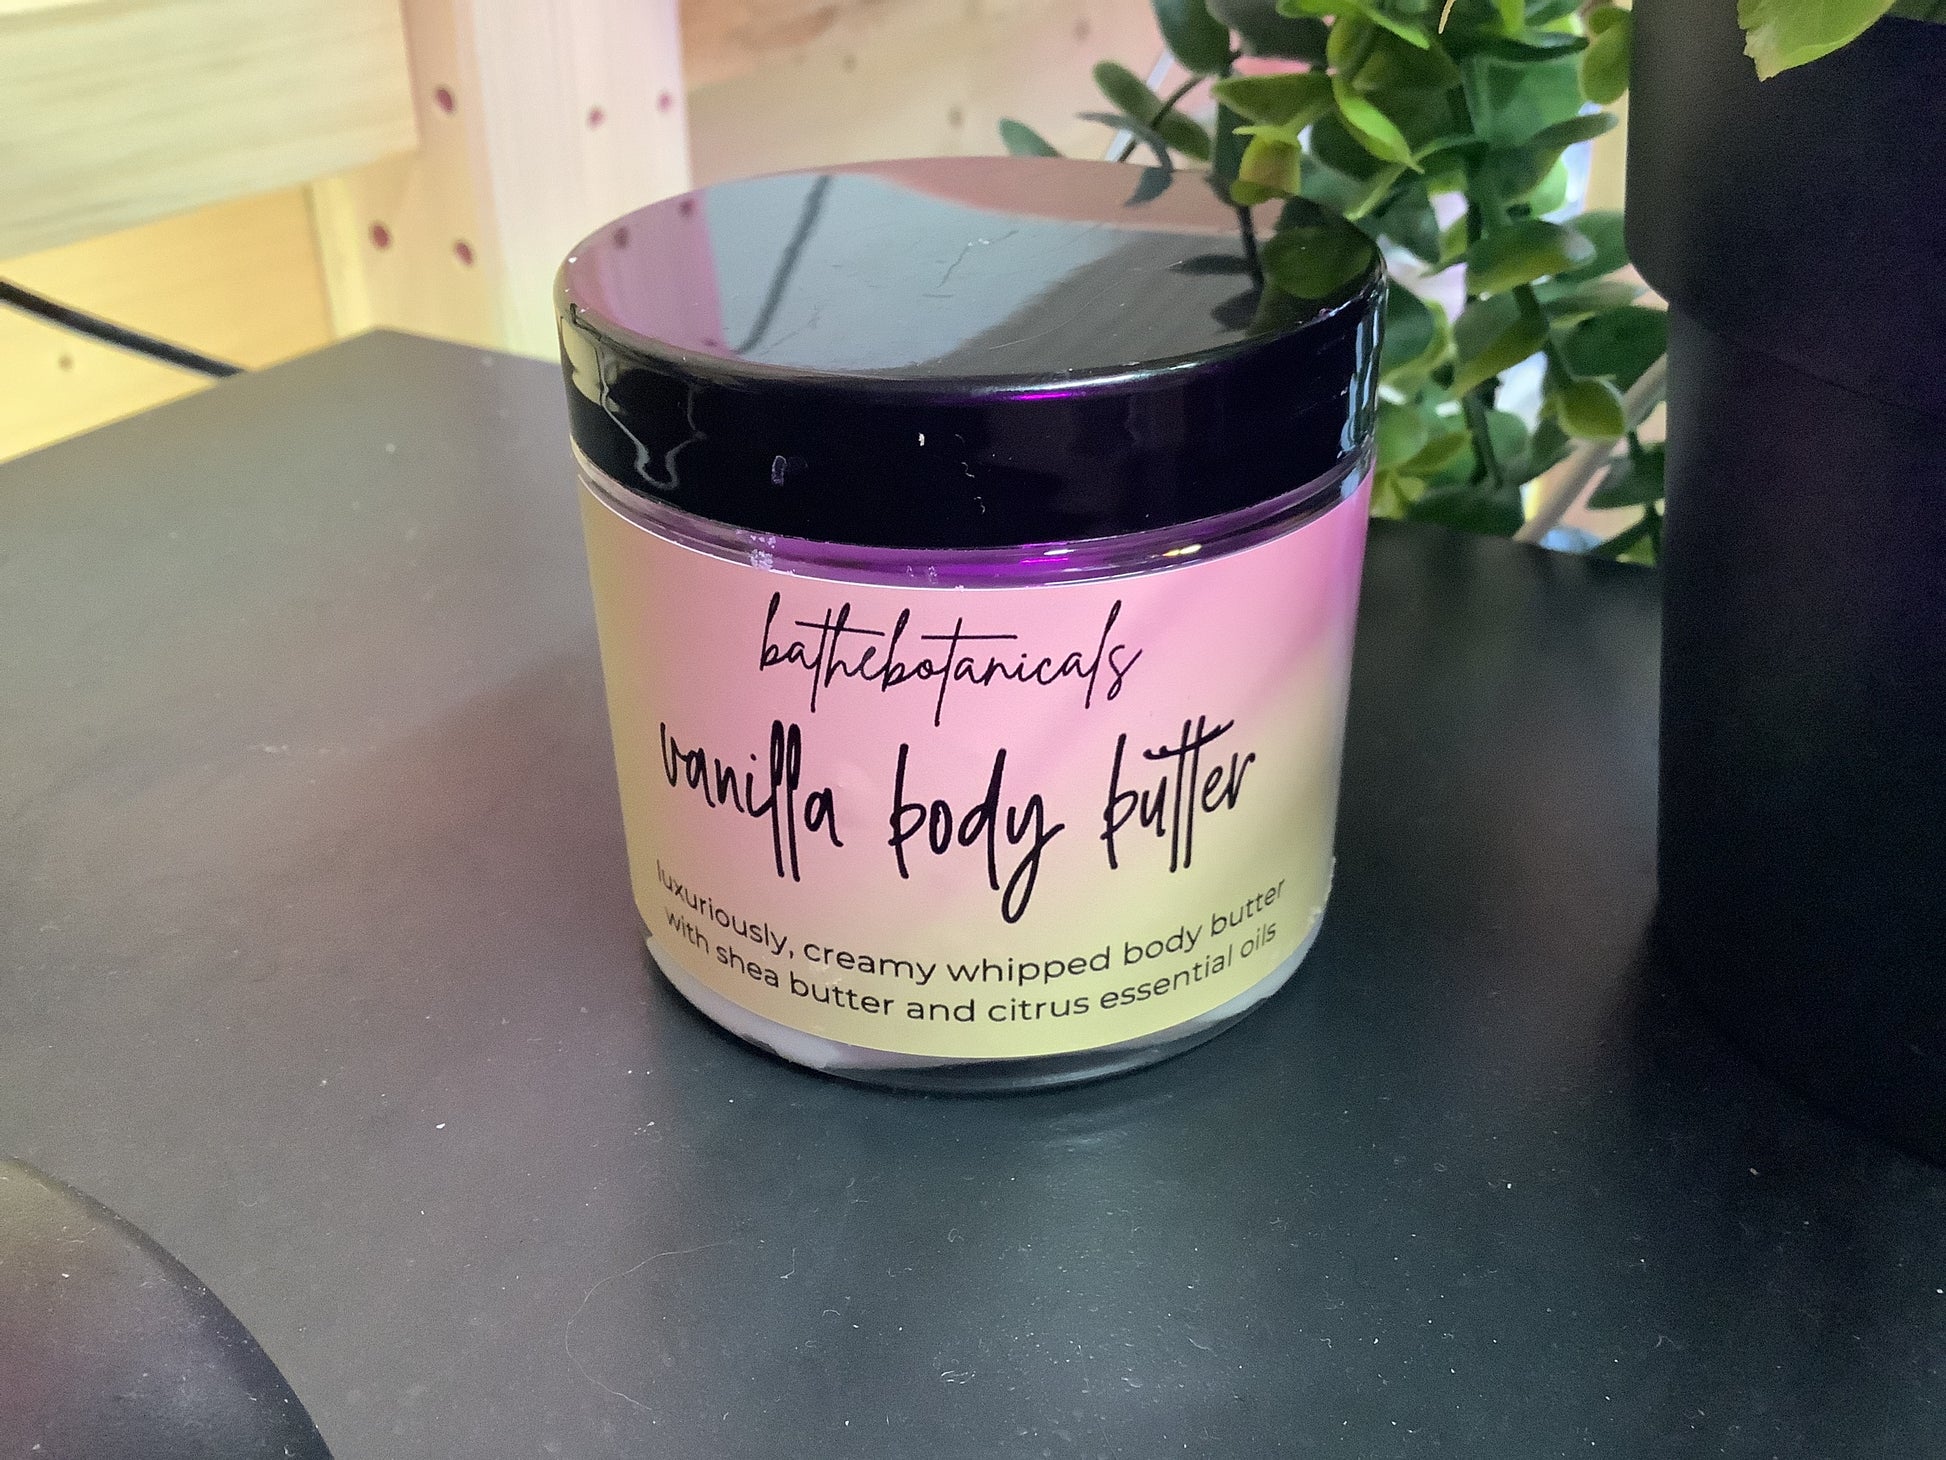 bathebotanicals
vanilla body butter
luxuriously, creamy whipped body butter
with shea butter and citrus essential oils